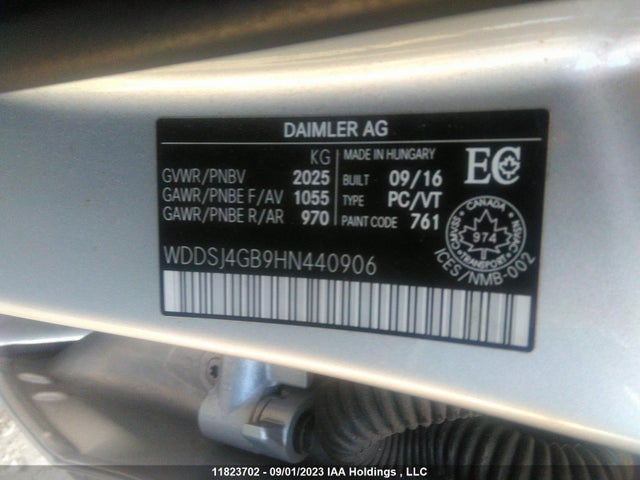 DAIMLER AG
KG
GVWR/PNBV 2025
GAWR/PNBE F/AV 1055
GAWR/PNBE R/AR 970
MADE IN HUNGARY
BUILT 09/16
TYPE PC/VT
PAINT CODE 761
EC
CANADA
974
TRANSPORT
CMVSS
NSVAC
ICES/NMB-002
WDDSJ4GB9HN440906
11823702 - 09/01/2023 IAA Holdings , LLC